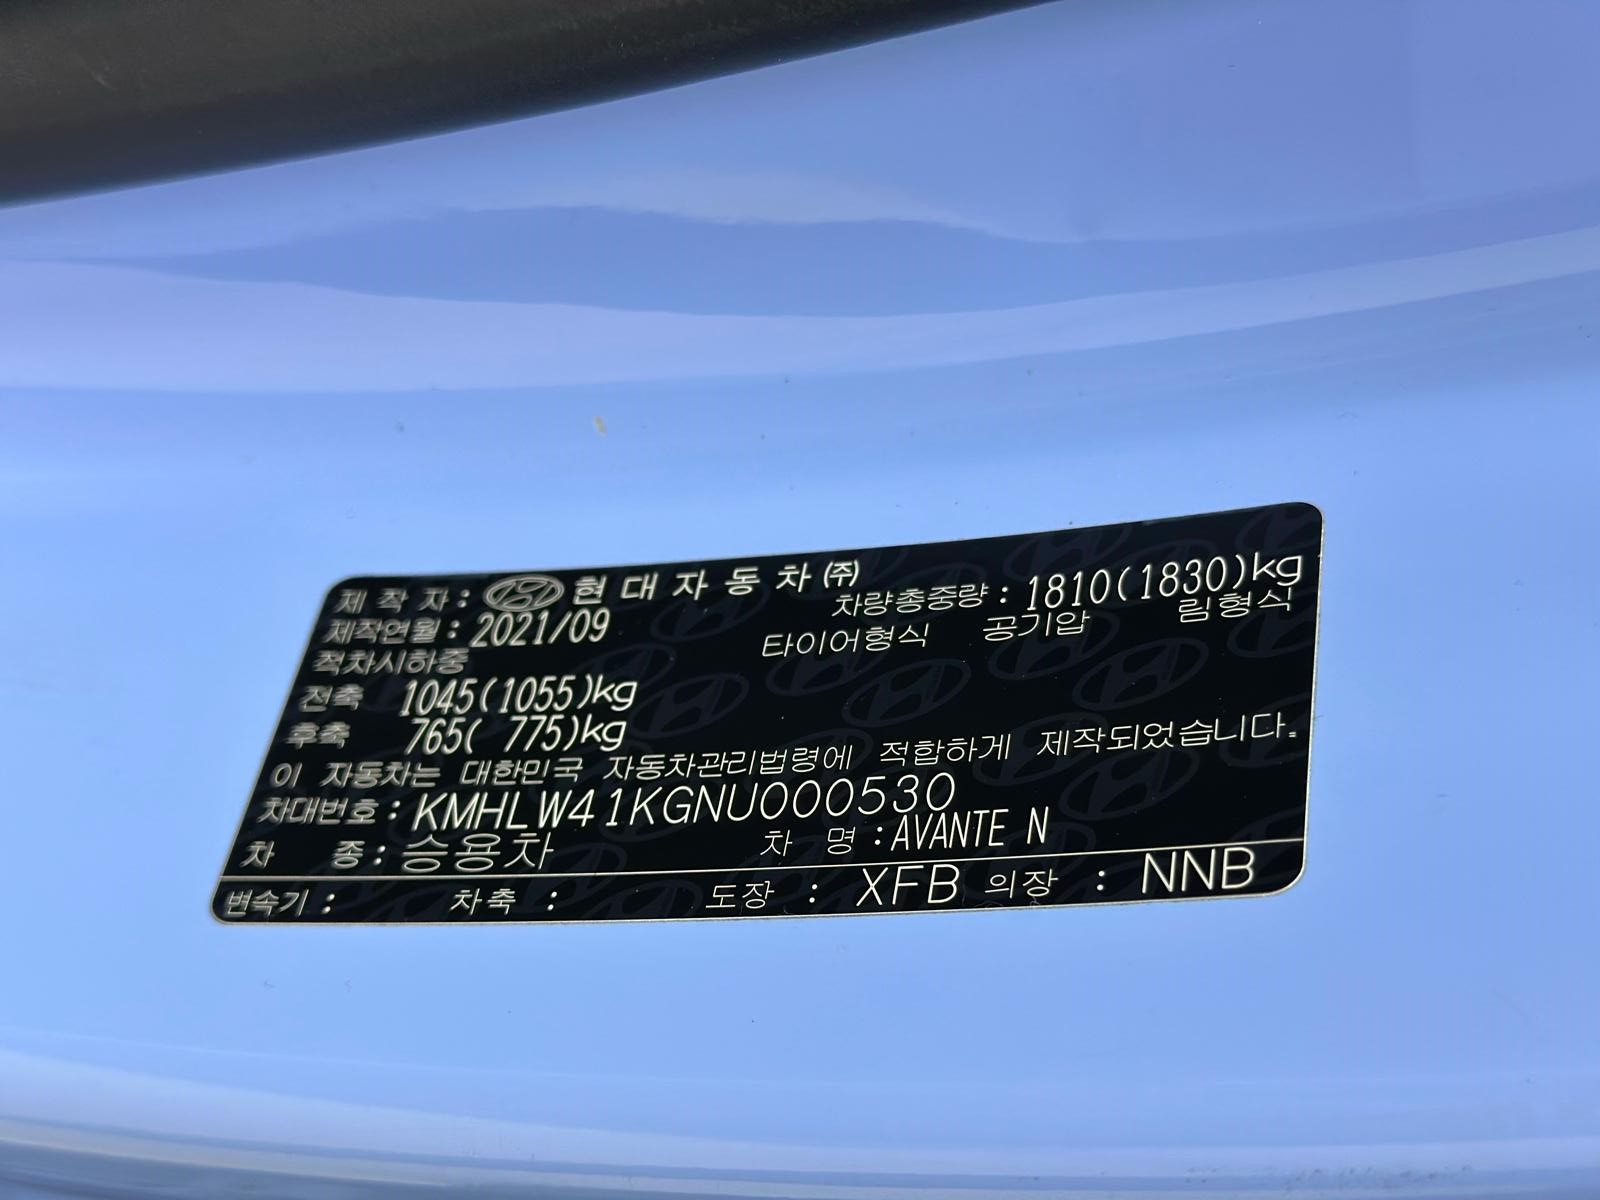 제 작 자 : 현 대 자 동 차 ㈜
차량총중량 : 1810(1830)kg
제작연월 : 2021/09
타이어형식 공기압 림형식
적차시하중
전축 1045(1055)kg
후축 765( 775)kg
이 자동차는 대한민국 자동차관리법령에 적합하게 제작되었습니다.
차대번호 : KMHLW41KGNU000530
차 종 : 승용차 차 명 : AVANTE N
변속기 : 차축 : 도장 : XFB 의장 : NNB